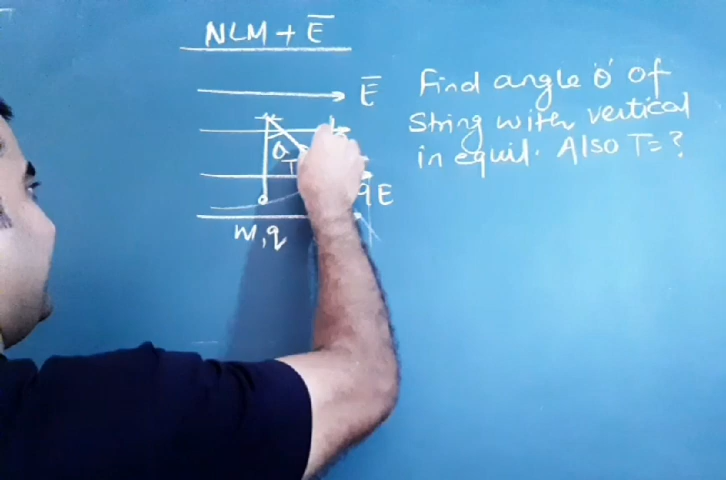 NLM + E
E
Find angle θ of
string with vertical
in equil. Also T = ?
θ
T
qE
m, q